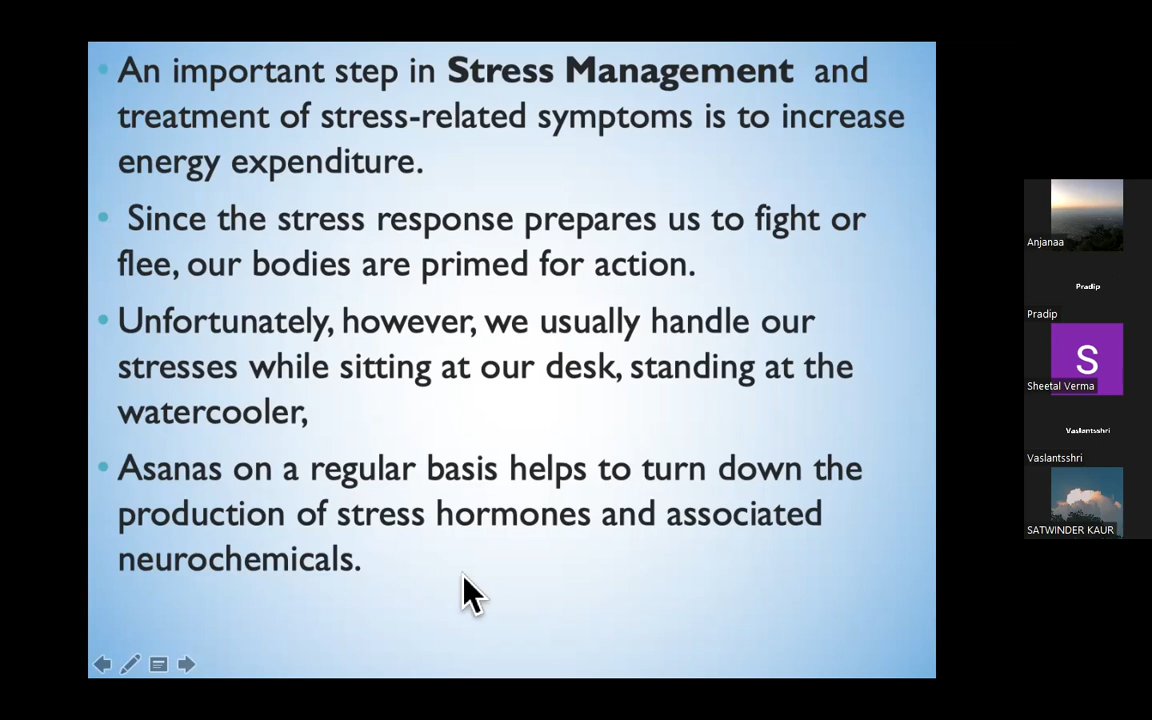 • An important step in Stress Management and
treatment of stress-related symptoms is to increase
energy expenditure.
• Since the stress response prepares us to fight or
flee, our bodies are primed for action.
• Unfortunately, however, we usually handle our
stresses while sitting at our desk, standing at the
watercooler,
• Asanas on a regular basis helps to turn down the
production of stress hormones and associated
neurochemicals.
Anjanaa
Pradip
Pradip
S
Sheetal Verma
Vaslantsshri
Vaslantsshri
SATWINDER KAUR